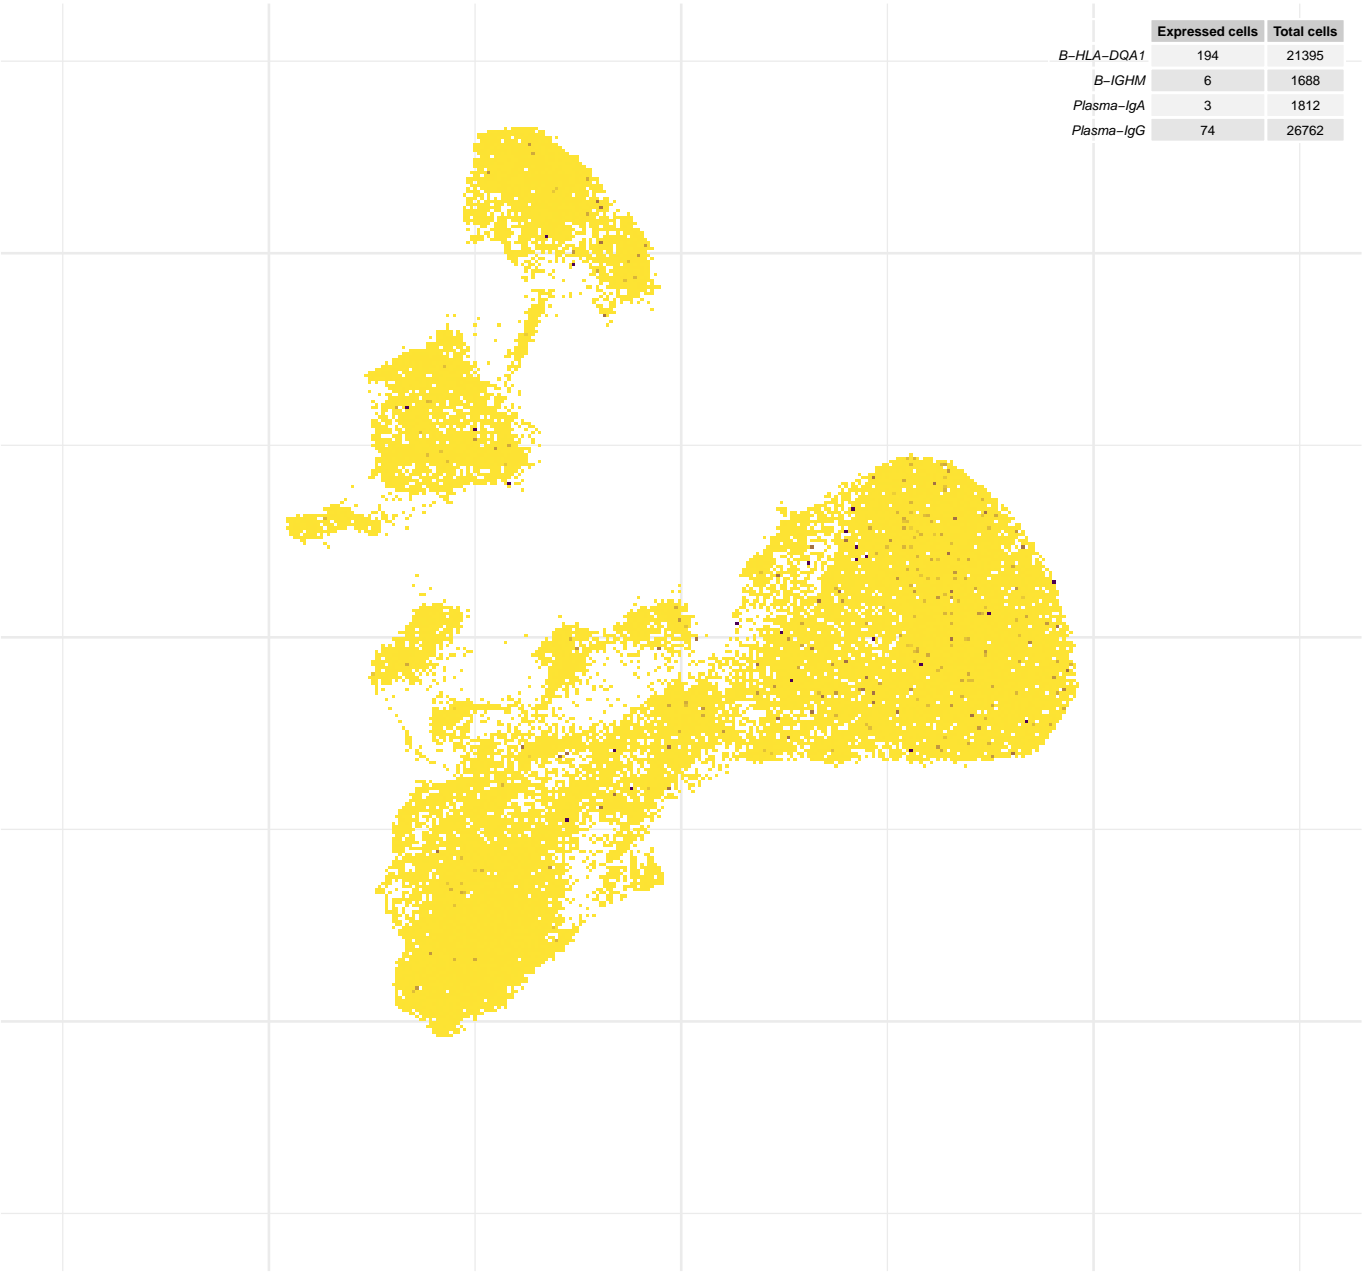 Expressed cells Total cells
B−HLA−DQA1 194 21395
B−IGHM 6 1688
Plasma−IgA 3 1812
Plasma−IgG 74 26762